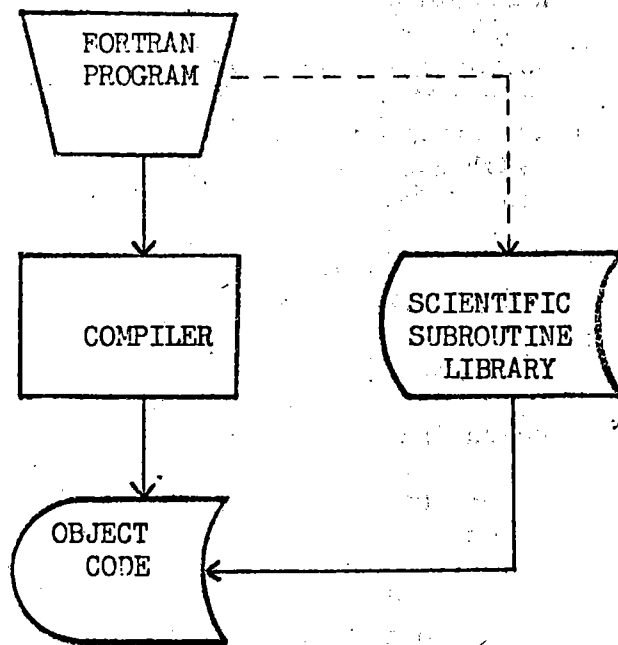 FORTRAN
PROGRAM
COMPILER
SCIENTIFIC
SUBROUTINE
LIBRARY
OBJECT
CODE